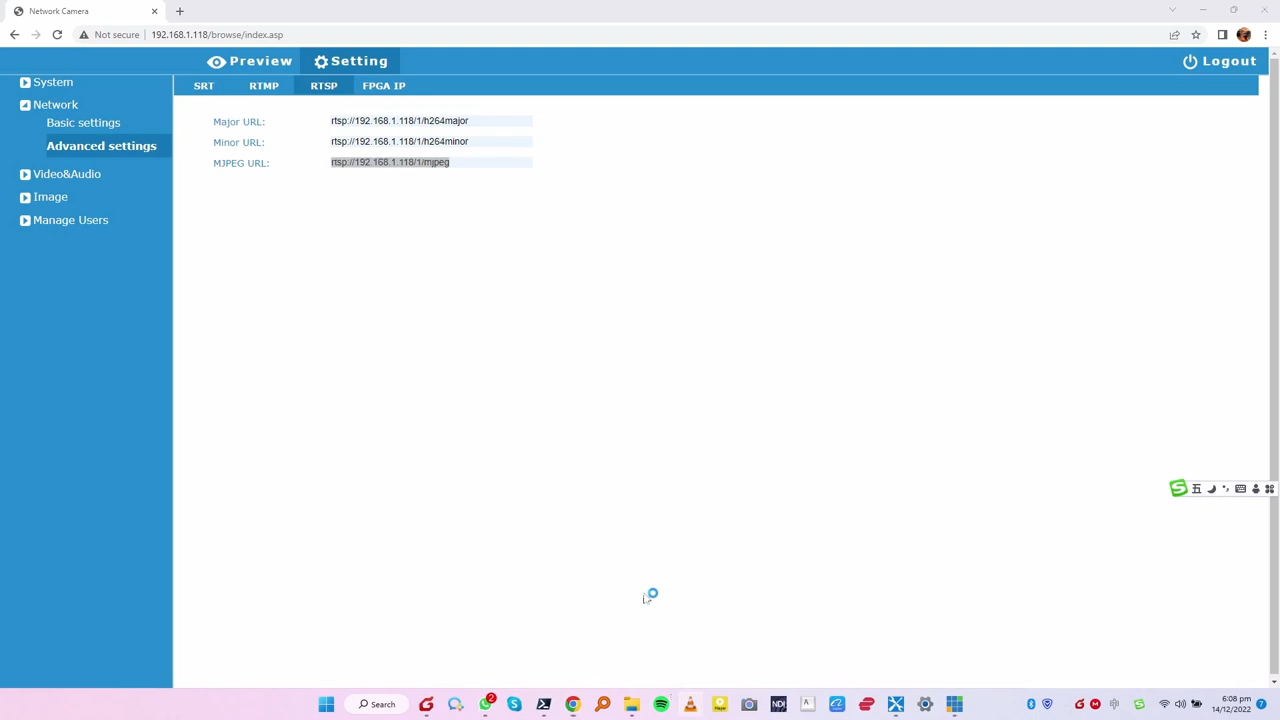 Network Camera
Not secure 192.168.1.118/browse/index.asp
Preview Setting Logout
System
Network
Basic settings
Advanced settings
Video&Audio
Image
Manage Users
SRT RTMP RTSP FPGA IP
Major URL: rtsp://192.168.1.118/1/h264major
Minor URL: rtsp://192.168.1.118/1/h264minor
MJPEG URL: rtsp://192.168.1.118/1/mjpeg
五
2
Search
NDI
6:08 pm
14/12/2022